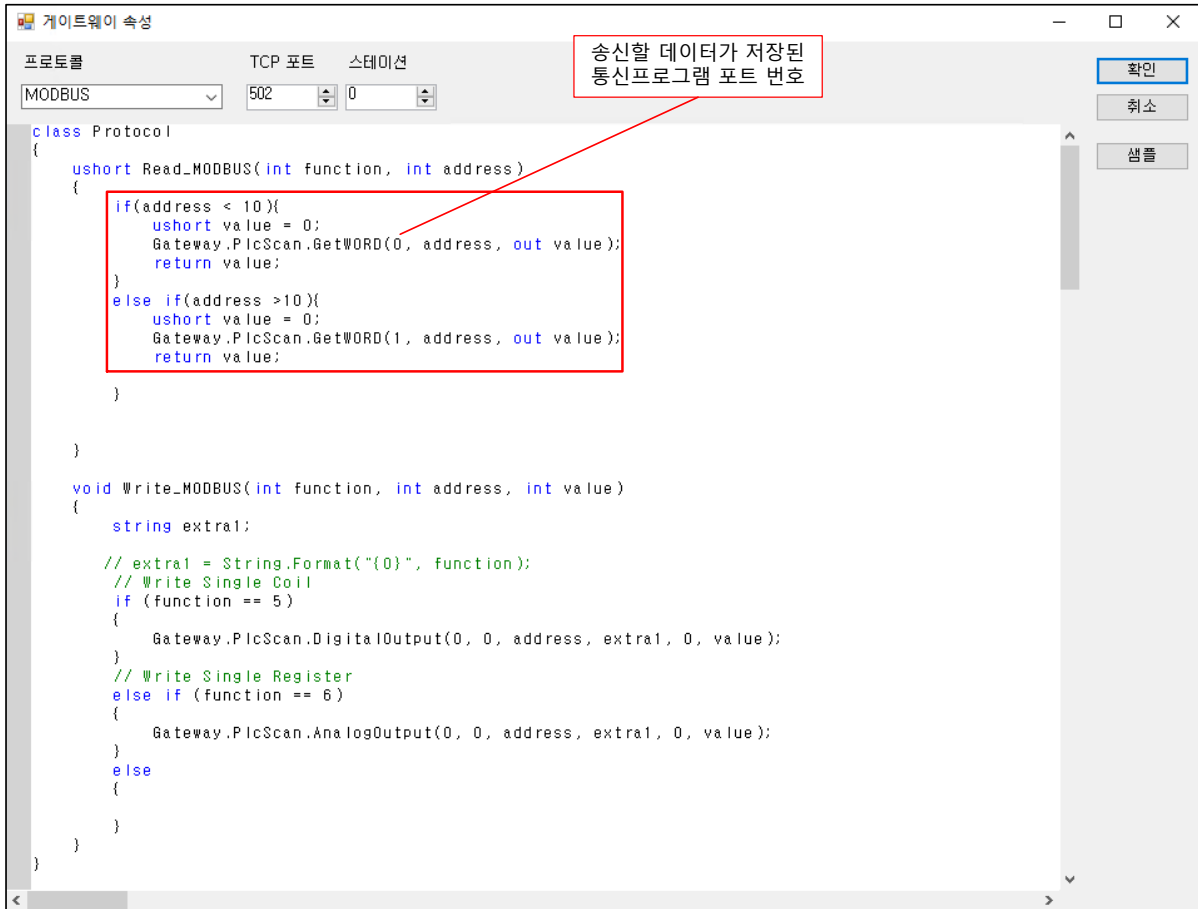 게이트웨이 속성
프로토콜 TCP 포트 스테이션
송신할 데이터가 저장된
통신프로그램 포트 번호
확인
MODBUS 502 0
취소
샘플
class Protocol
{
ushort Read_MODBUS(int function, int address)
{
if(address < 10){
ushort value = 0;
Gateway.PlcScan.GetWORD(0, address, out value);
return value;
}
else if(address >10){
ushort value = 0;
Gateway.PlcScan.GetWORD(1, address, out value);
return value;
}
}
void Write_MODBUS(int function, int address, int value)
{
string extra1;
// extra1 = String.Format("{0}", function);
// Write Single Coil
if (function == 5)
{
Gateway.PlcScan.DigitalOutput(0, 0, address, extra1, 0, value);
}
// Write Single Register
else if (function == 6)
{
Gateway.PlcScan.AnalogOutput(0, 0, address, extra1, 0, value);
}
else
{
}
}
}